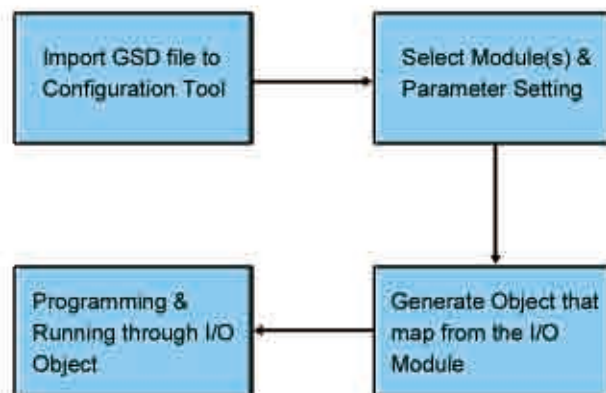 Import GSD file to
Configuration Tool
Select Module(s) &
Parameter Setting
Generate Object that
map from the I/O
Module
Programming &
Running through I/O
Object